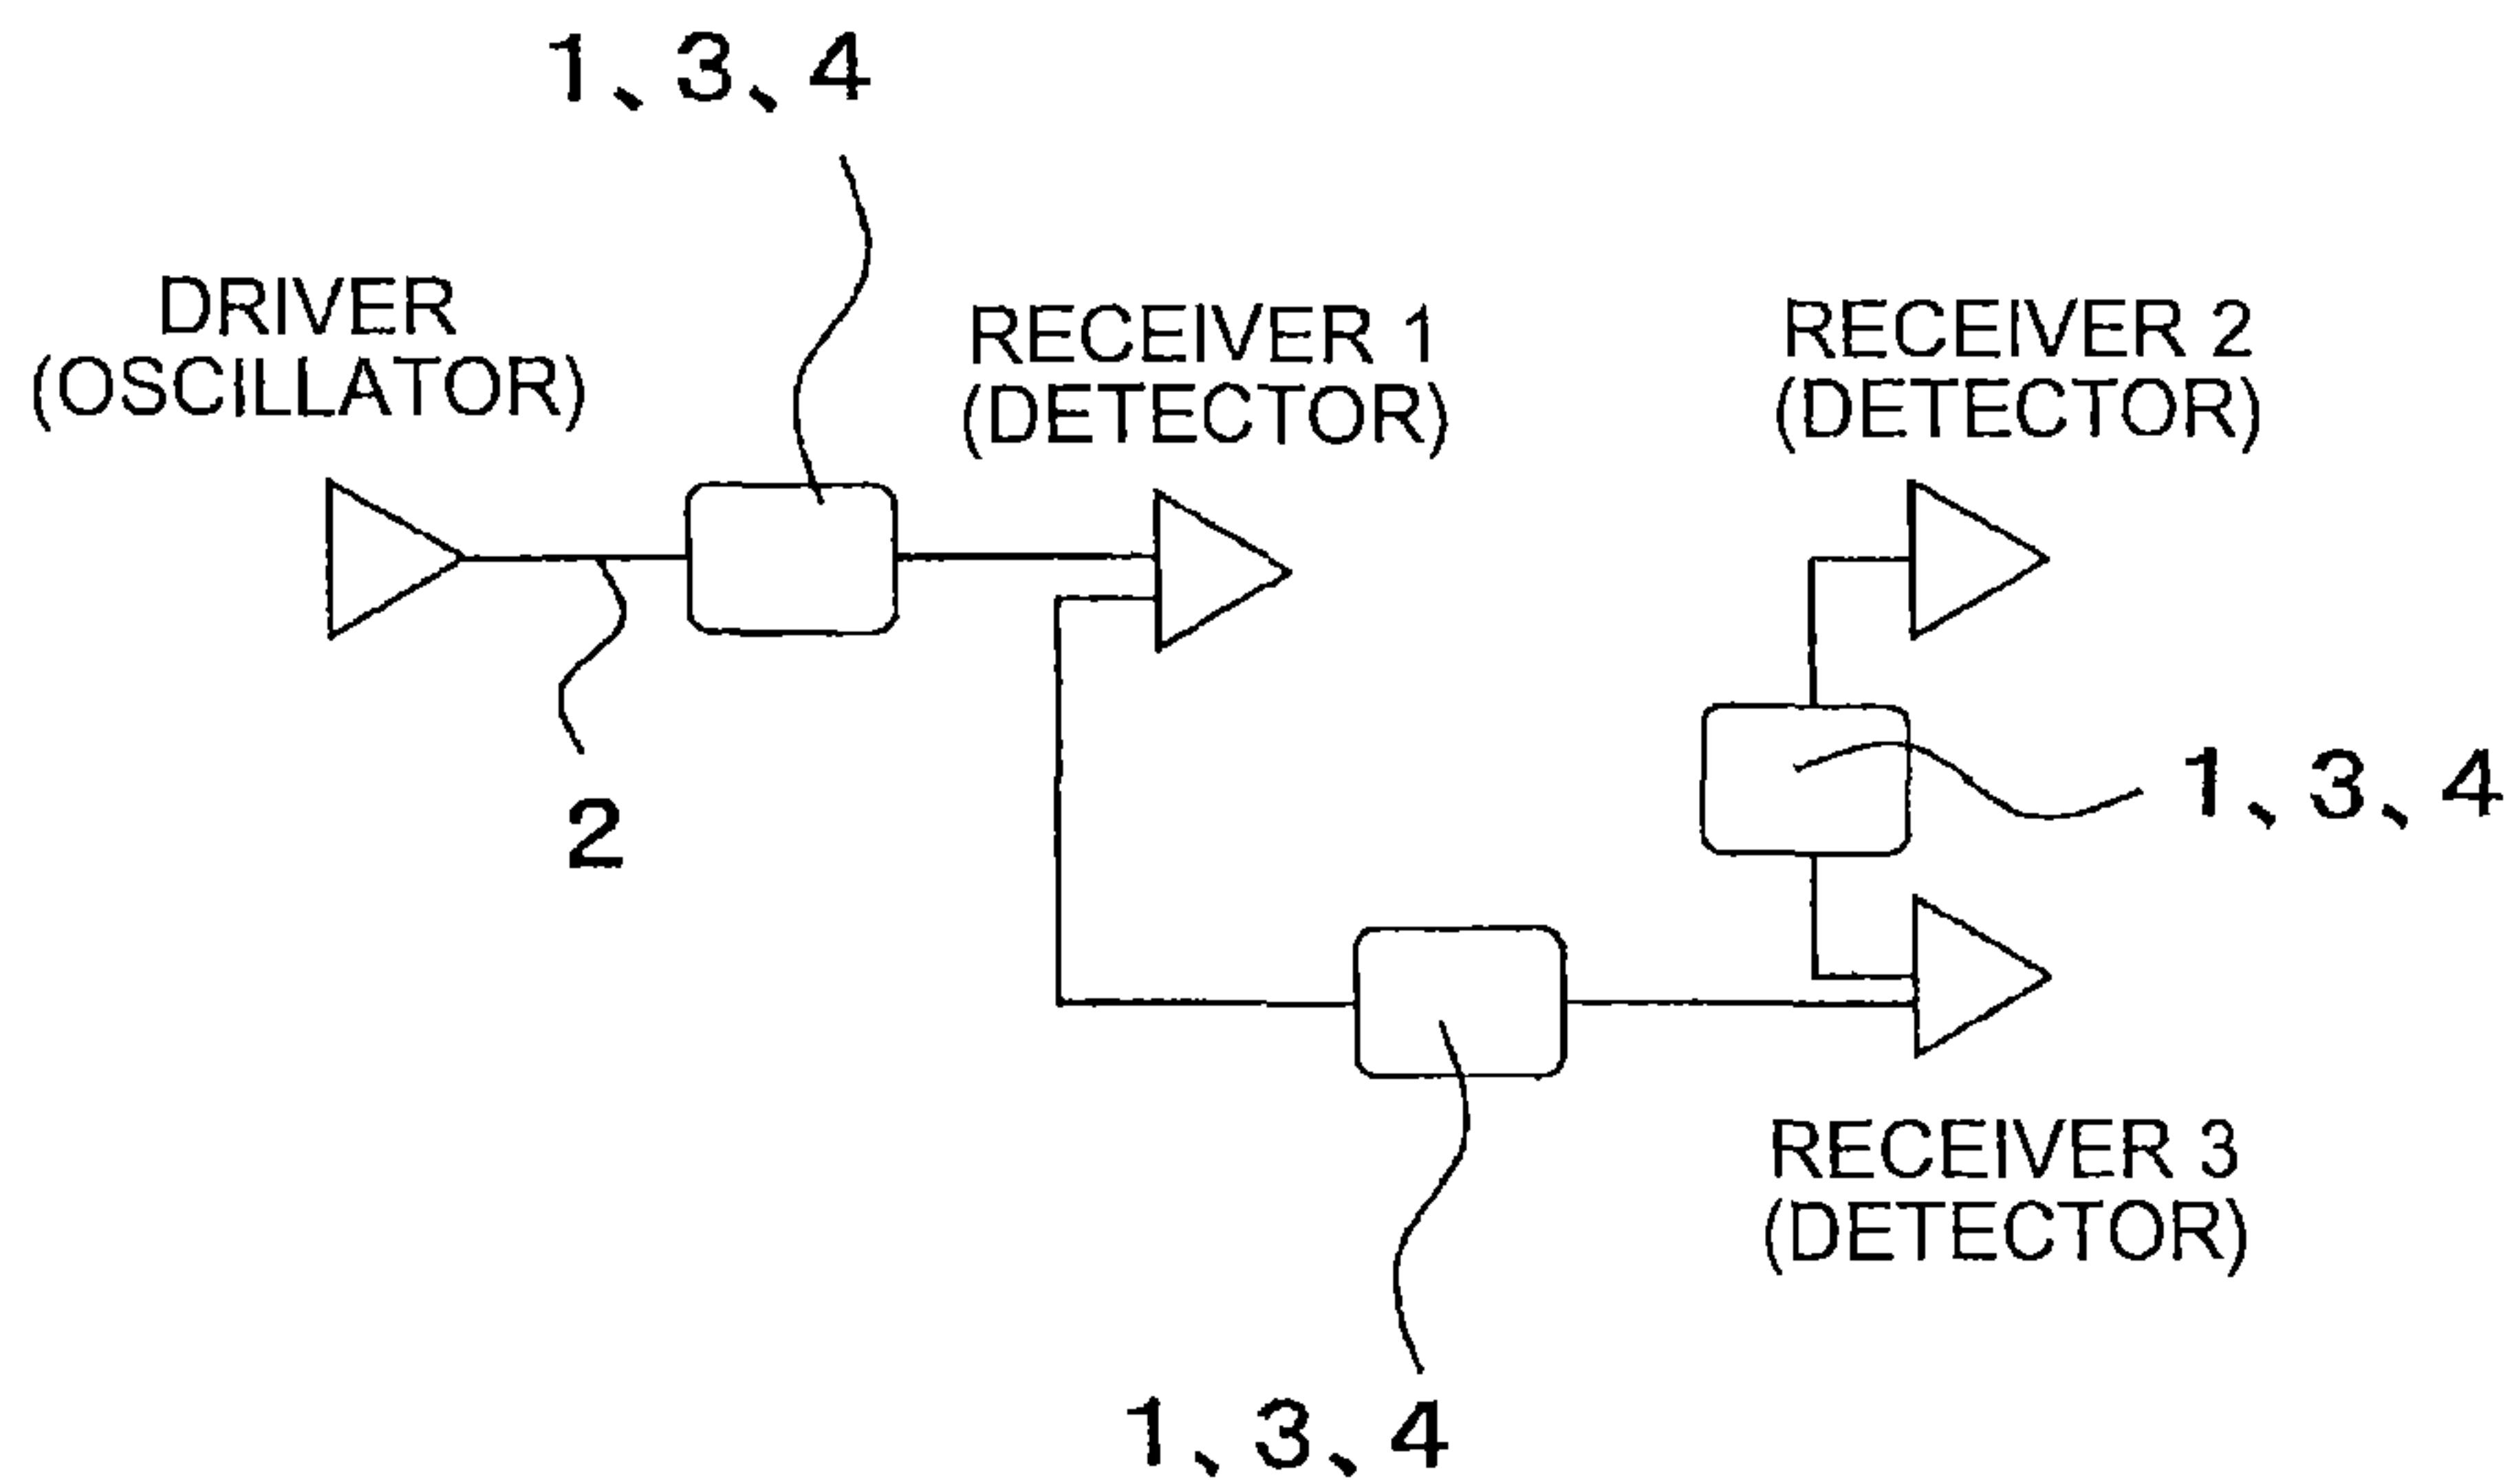 1、3、4
DRIVER
(OSCILLATOR)
RECEIVER 1
(DETECTOR)
RECEIVER 2
(DETECTOR)
2
1、3、4
RECEIVER 3
(DETECTOR)
1、3、4